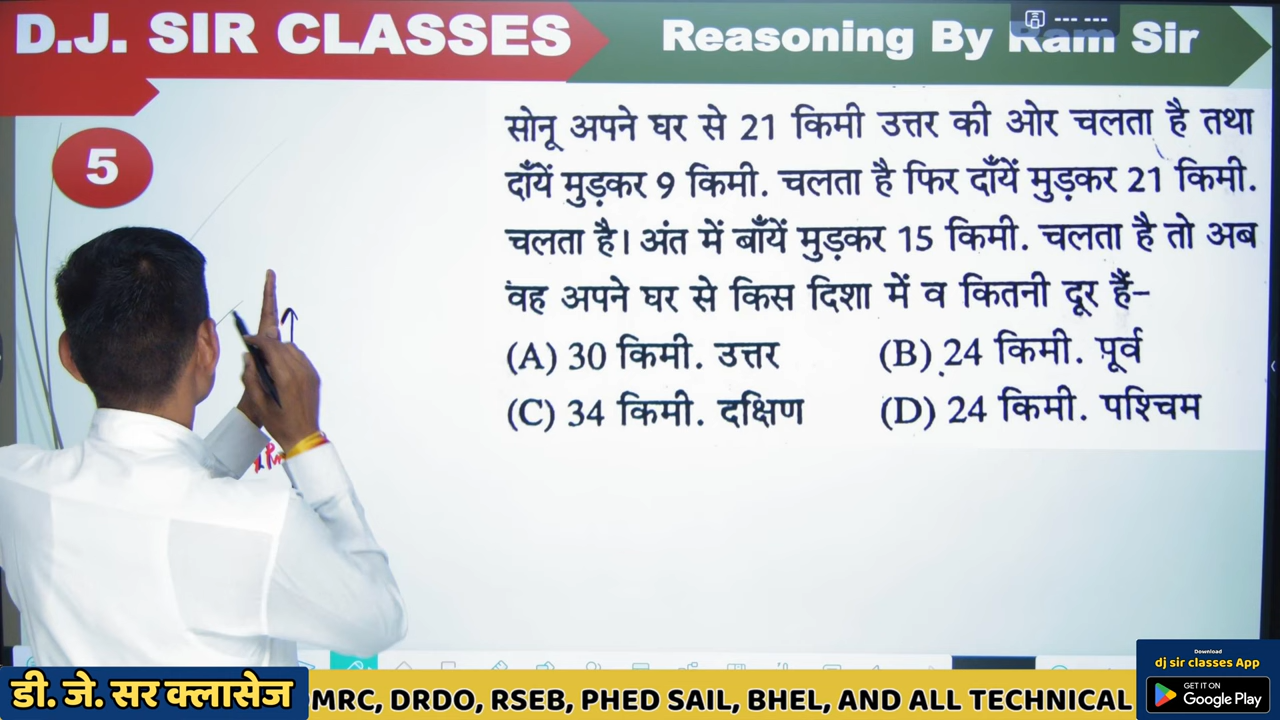 D.J. SIR CLASSES
Reasoning By Ram Sir
5
सोनू अपने घर से 21 किमी उत्तर की ओर चलता है तथा
दाँयें मुड़कर 9 किमी. चलता है फिर दाँयें मुड़कर 21 किमी.
चलता है। अंत में बाँयें मुड़कर 15 किमी. चलता है तो अब
वह अपने घर से किस दिशा में व कितनी दूर हैं–
(A) 30 किमी. उत्तर (B) 24 किमी. पूर्व
(C) 34 किमी. दक्षिण (D) 24 किमी. पश्चिम
डी. जे. सर क्लासेज
MRC, DRDO, RSEB, PHED SAIL, BHEL, AND ALL TECHNICAL
Download
dj sir classes App
GET IT ON
Google Play